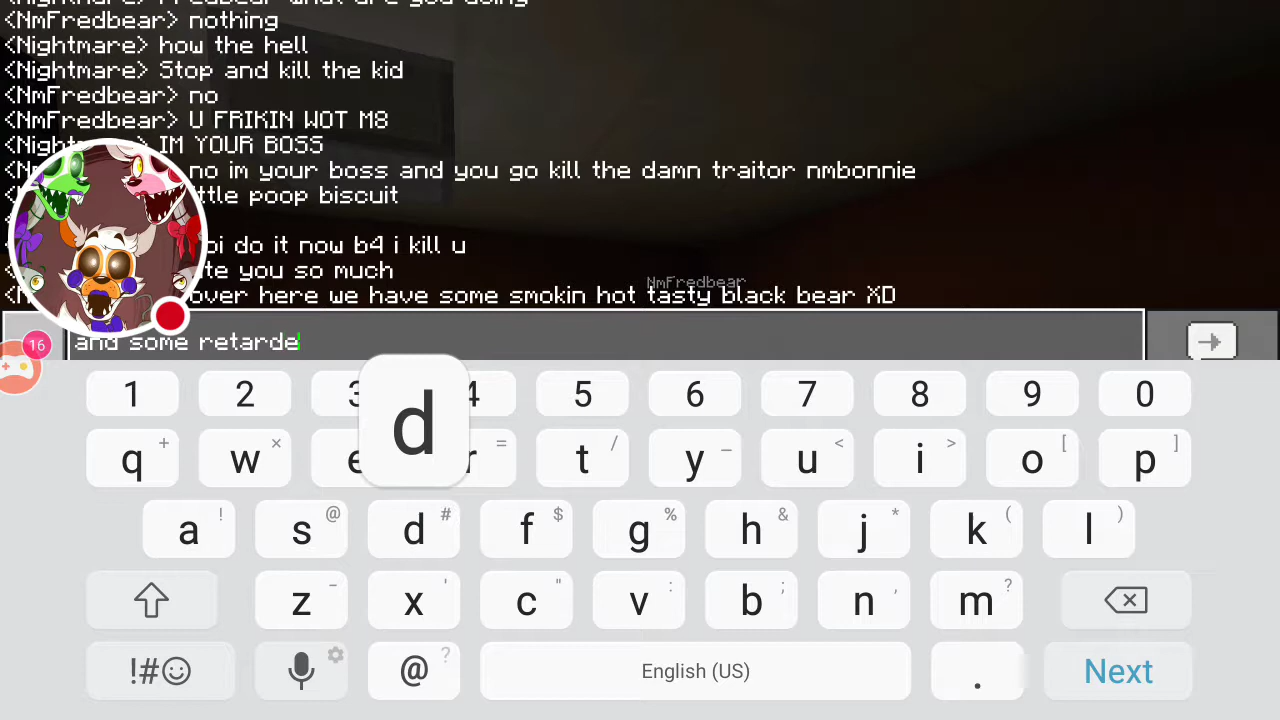 <NmFredbear> nothing
<Nightmare> how the hell
<Nightmare> Stop and kill the kid
<NmFredbear> no
<NmFredbear> U FRIKIN WOT M8
<Nigh IM YOUR BOSS
no im your boss and you go kill the damn traitor nmbonnie
ttle poop biscuit
oi do it now b4 i kill u
te you so much
NmFredbear
over here we have some smokin hot tasty black bear XD
16
and some retarde
d
1 2 3 4 5 6 7 8 9 0
q + w × e r = t / y _ u < i > o [ p ]
a ! s @ d # f $ g % h & j * k ( l )
z - x ' c " v : b ; n , m ?
!#☺ @ ? English (US) . Next